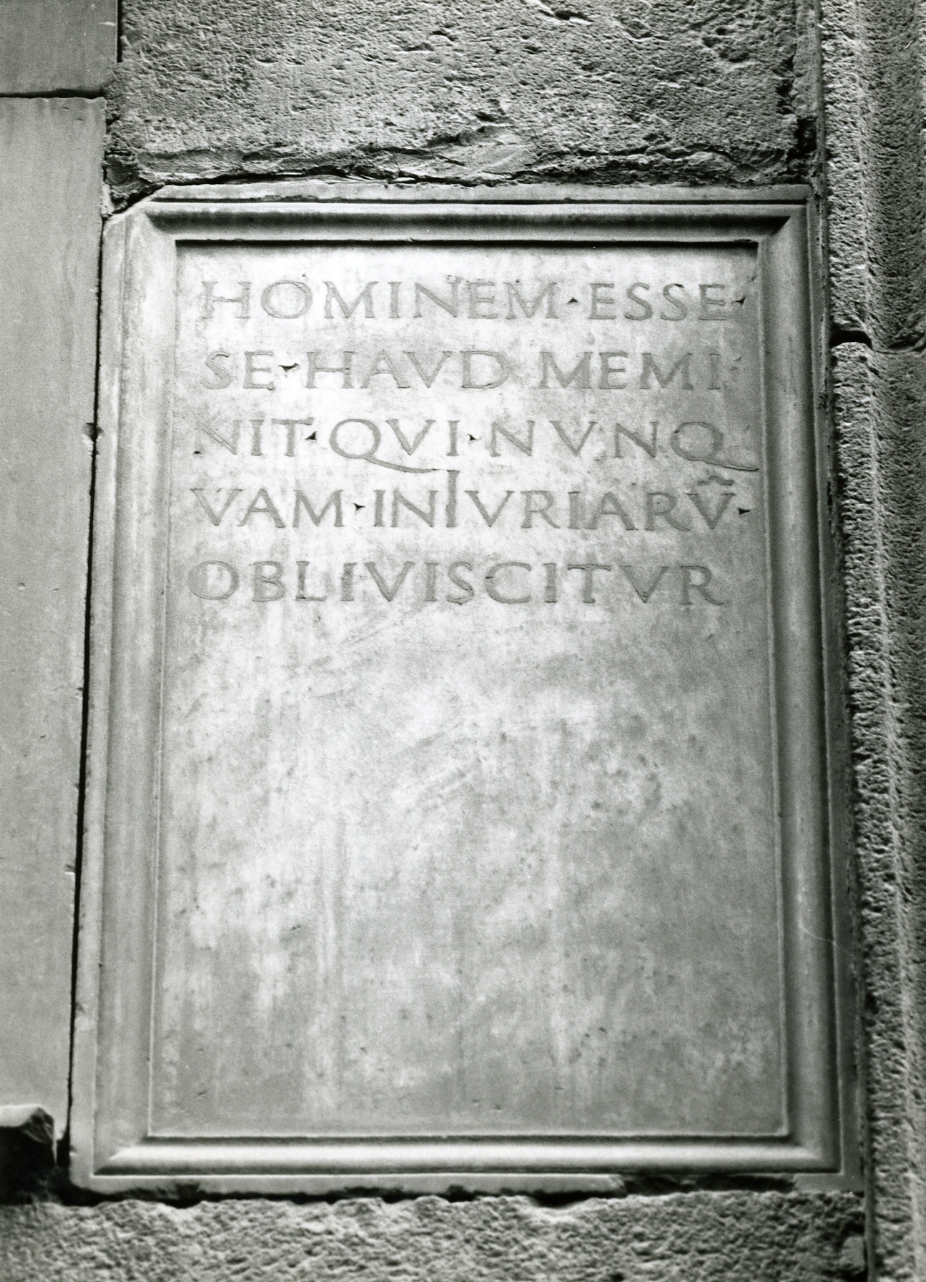 HOMINEM·ESSE·
SE·HAVD MEMI
NIT·QVI·NVNQ
VAM·INIVRIARṼ·
OBLIVISCITVR